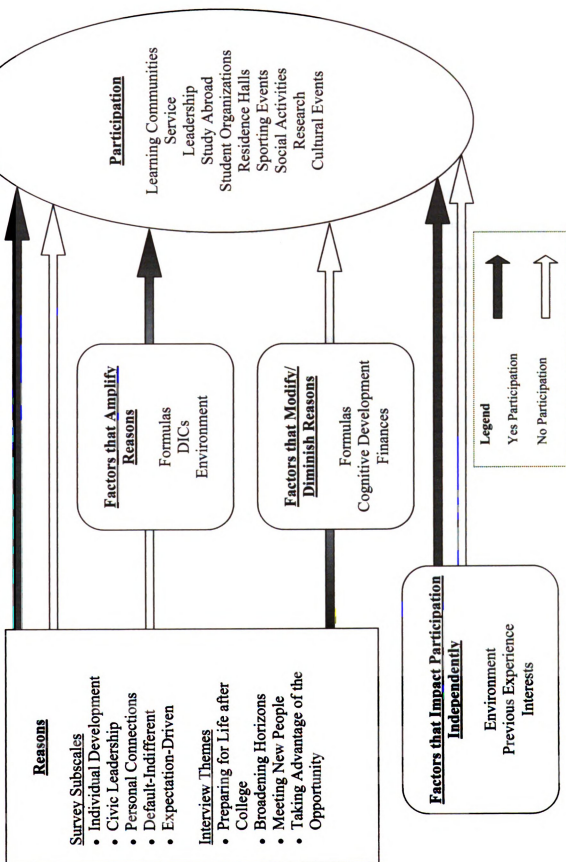 Reasons
Survey Subscales
• Individual Development
• Civic Leadership
• Personal Connections
• Default-Indifferent
• Expectation-Driven
Interview Themes
• Preparing for Life after
College
• Broadening Horizons
• Meeting New People
• Taking Advantage of the
Opportunity
Factors that Amplify
Reasons
Formulas
DICs
Environment
Factors that Modify/
Diminish Reasons
Formulas
Cognitive Development
Finances
Factors that Impact Participation
Independently
Environment
Previous Experience
Interests
Participation
Learning Communities
Service
Leadership
Study Abroad
Student Organizations
Residence Halls
Sporting Events
Social Activities
Research
Cultural Events
Legend
Yes Participation
No Participation